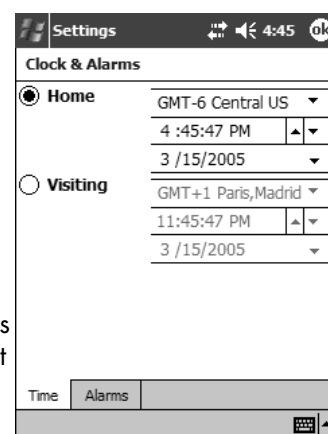 Settings 4:45 ok
Clock & Alarms
Home
GMT-6 Central US
4 :45:47 PM
3 /15/2005
Visiting
GMT+1 Paris,Madrid
11:45:47 PM
3 /15/2005
s
t
Time Alarms